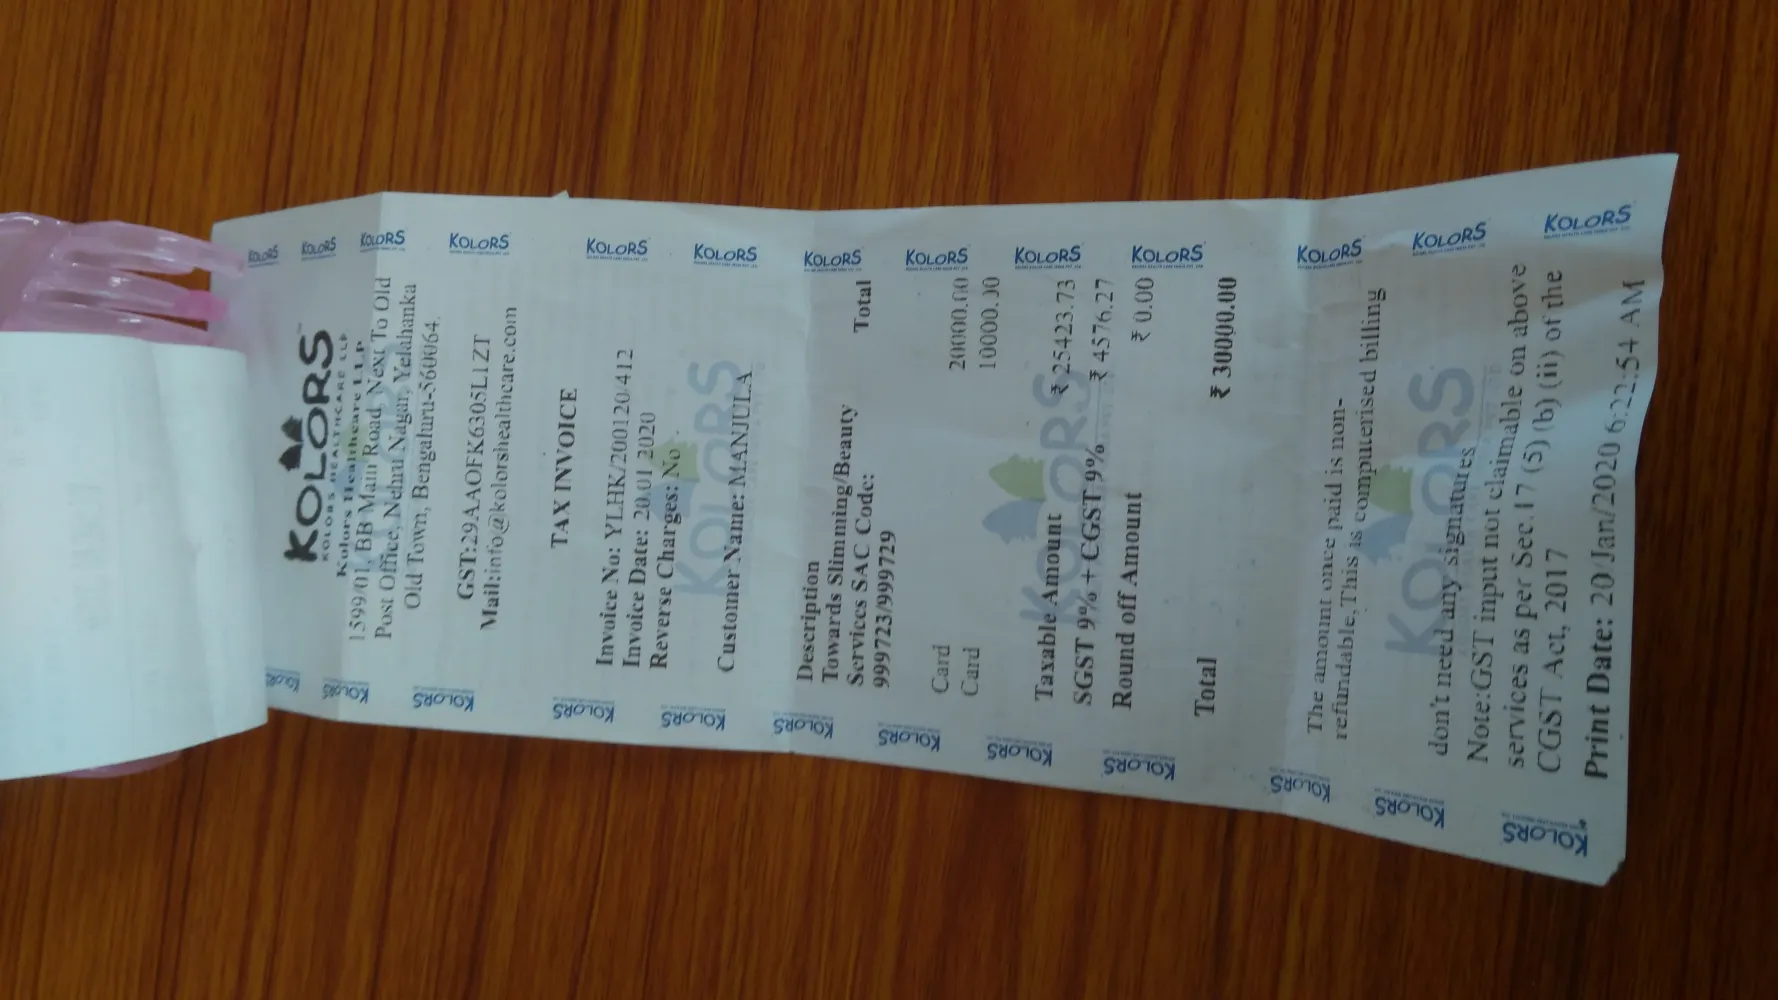 KOLORS
KOLORS HEALTHCARE LLP
Kolors Healthcare LLP
1599/01, BB Main Road, Next To Old
Post Office, Nehru Nagar, Yelahanka
Old Town, Bengaluru-560064.
GST:29AAOFK6305L1ZT
Mail:info@kolorshealthcare.com
TAX INVOICE
Invoice No: YLHK/200120/412
Invoice Date: 20.01.2020
Reverse Charges: No
Customer Name: MANJULA
Description Total
Towards Slimming/Beauty
Services SAC Code:
999723/999729
Card 20000.00
Card 10000.00
Taxable Amount ₹ 25423.73
SGST 9% + CGST 9% ₹ 4576.27
Round off Amount ₹ 0.00
Total ₹ 30000.00
The amount once paid is non-
refundable,This is computerised billing
don't need any signatures
Note:GST input not claimable on above
services as per Sec.17 (5) (b) (ii) of the
CGST Act, 2017
Print Date: 20/Jan/2020 6:22:54 AM